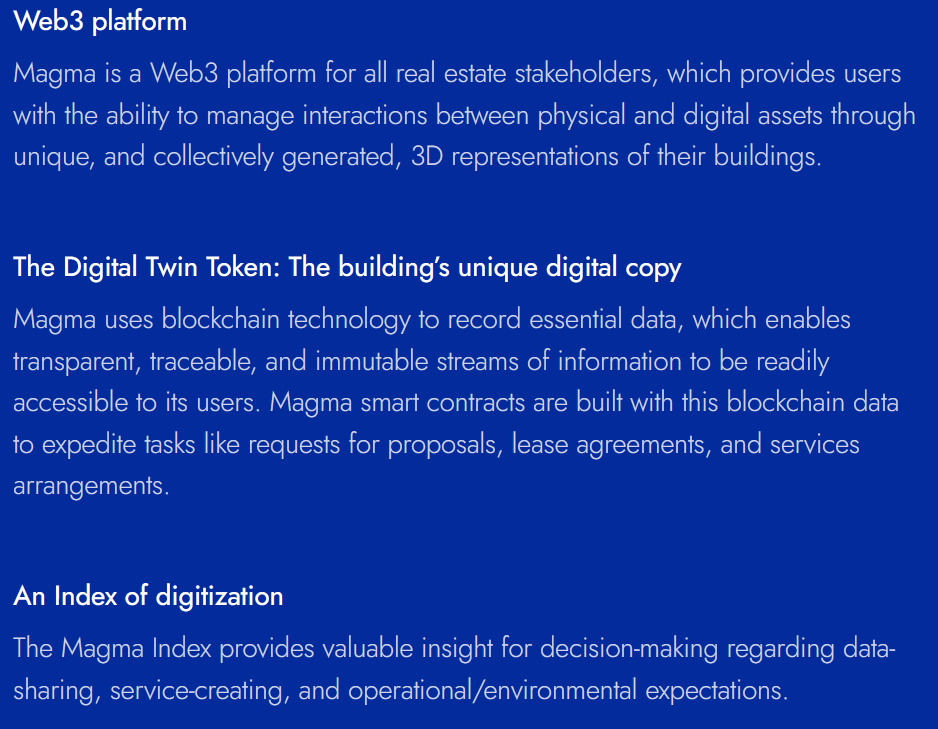 Web3 platform
Magma is a Web3 platform for all real estate stakeholders, which provides users
with the ability to manage interactions between physical and digital assets through
unique, and collectively generated, 3D representations of their buildings.
The Digital Twin Token: The building’s unique digital copy
Magma uses blockchain technology to record essential data, which enables
transparent, traceable, and immutable streams of information to be readily
accessible to its users. Magma smart contracts are built with this blockchain data
to expedite tasks like requests for proposals, lease agreements, and services
arrangements.
An Index of digitization
The Magma Index provides valuable insight for decision-making regarding data-
sharing, service-creating, and operational/environmental expectations.